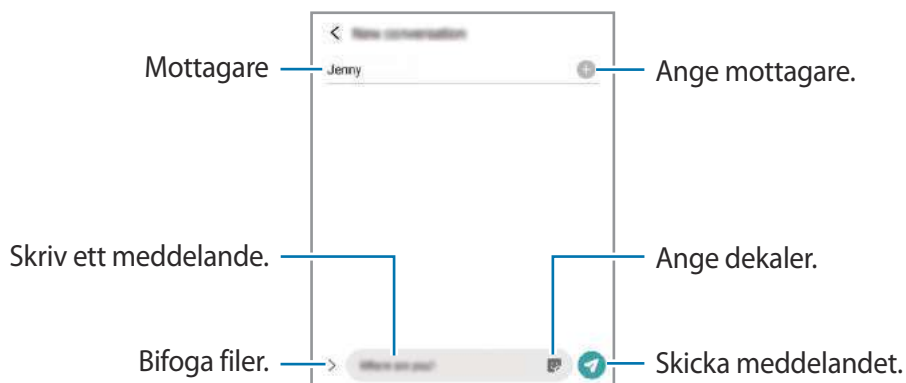 New conversation
Mottagare
Jenny
Ange mottagare.
Skriv ett meddelande.
Ange dekaler.
Bifoga filer.
Where are you?
Skicka meddelandet.